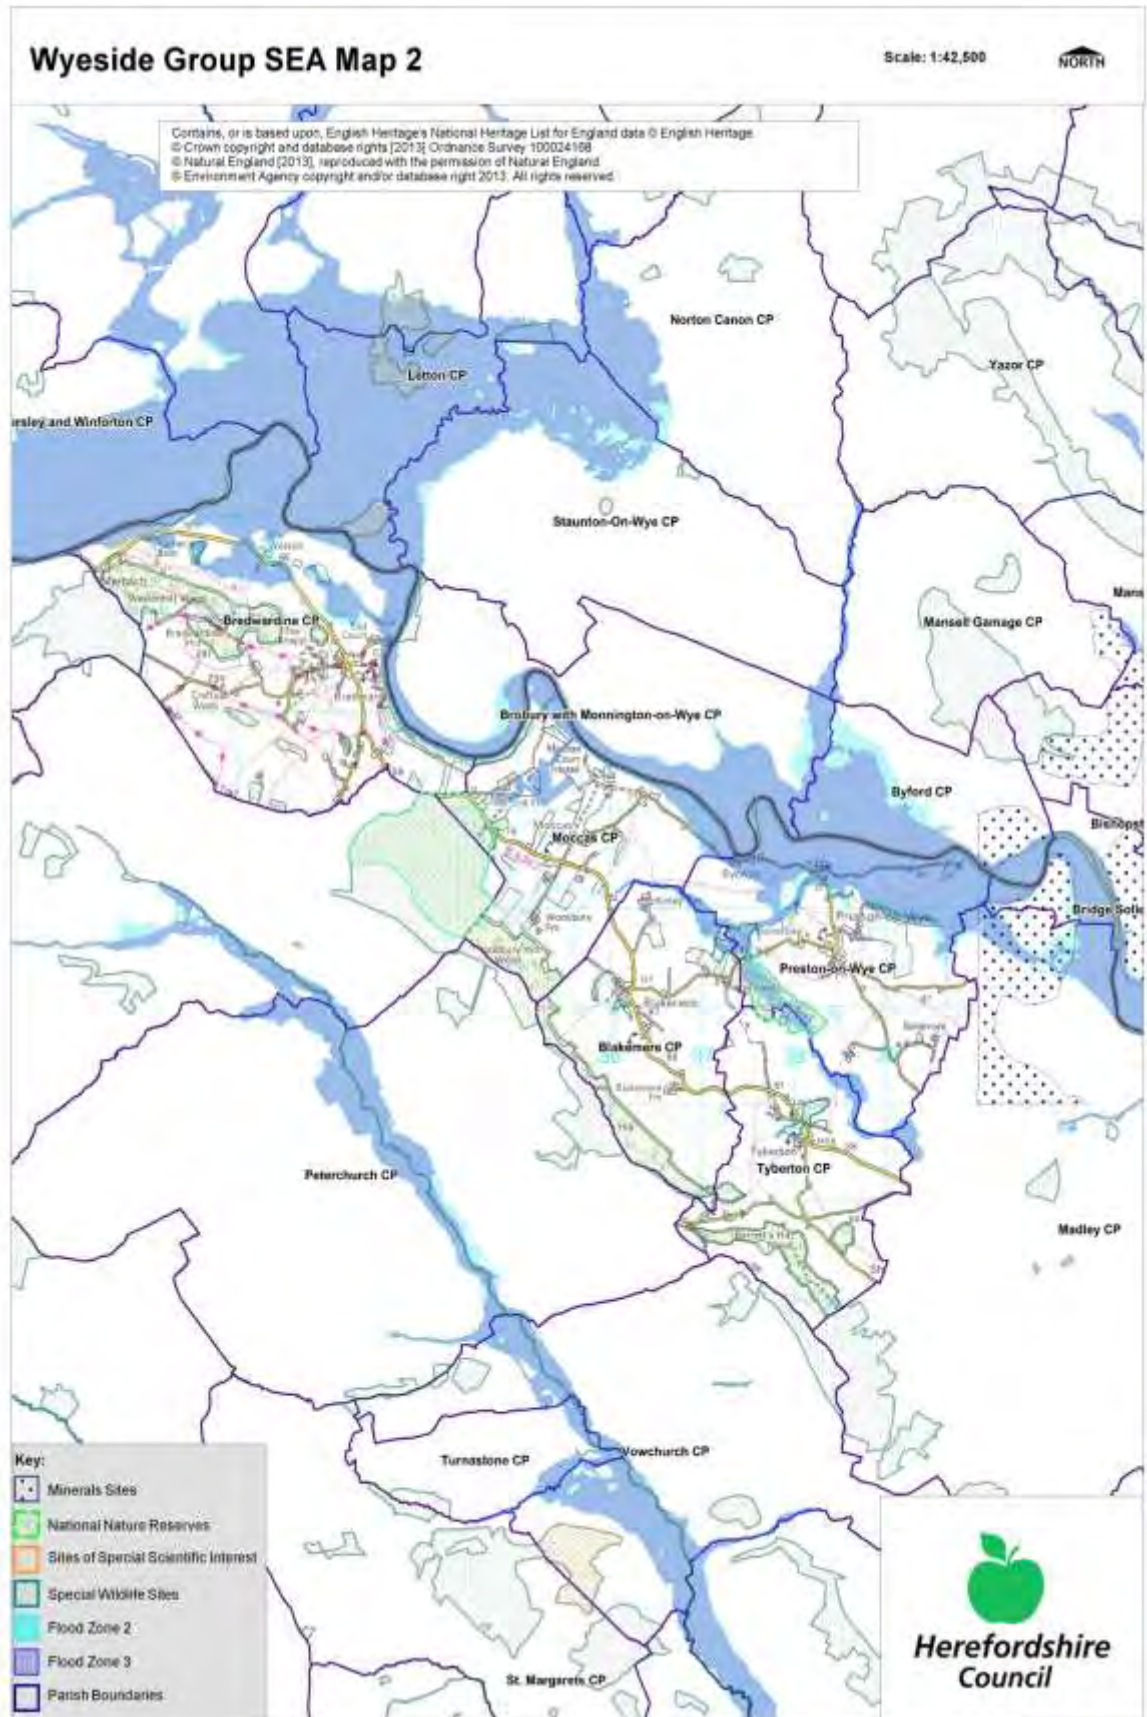 Wyeside Group SEA Map 2
Scale: 1:42,500
NORTH
Contains, or is based upon, English Heritage's National Heritage List for England data © English Heritage.
© Crown copyright and database rights [2013] Ordnance Survey 100024168
© Natural England [2013], reproduced with the permission of Natural England.
© Environment Agency copyright and/or database right 2013. All rights reserved.
Norton Canon CP
Yazor CP
Letton CP
rsley and Winforton CP
Staunton-On-Wye CP
Mans
Bredwardine CP
Mansell Gamage CP
Brobury with Monnington-on-Wye CP
Byford CP
Moccas CP
Bishopst
Bridge Solle
Preston-on-Wye CP
Blakemere CP
Tyberton CP
Peterchurch CP
Madley CP
Turnastone CP
Vowchurch CP
St. Margarets CP
Key:
Minerals Sites
National Nature Reserves
Sites of Special Scientific Interest
Special Wildlife Sites
Flood Zone 2
Flood Zone 3
Parish Boundaries
Herefordshire
Council